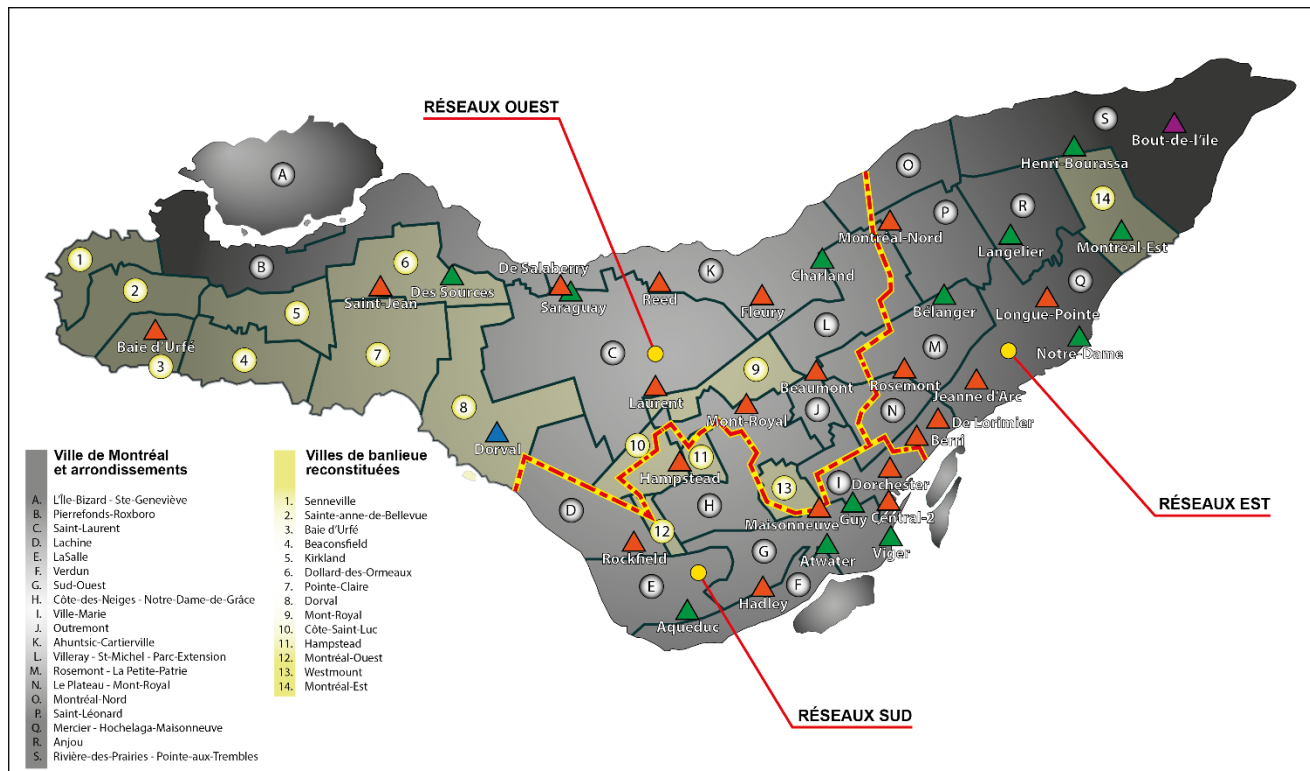 RÉSEAUX OUEST
S
Bout-de-l'île
A
O
Henri-Bourassa
P
R
14
Montréal-Nord
Langelier
Montréal-Est
1
B
6
De Salaberry
K
Charland
Q
2
Saint-Jean
Des Sources
Saraguay
Reed
Fleury
Bélanger
Longue-Pointe
5
L
Baie d'Urfé
3
4
7
C
9
M
Notre-Dame
8
Laurent
Beaumont
Rosemont
Jeanne d'Arc
Mont-Royal
J
N
De Lorimier
Dorval
10
11
Berri
Hampstead
13
I
Dorchester
D
H
Maisonneuve
Guy
Central-2
RÉSEAUX EST
12
Rockfield
G
Atwater
Viger
E
F
Hadley
Aqueduc
RÉSEAUX SUD
Ville de Montréal
et arrondissements
A. L'Île-Bizard - Ste-Geneviève
B. Pierrefonds-Roxboro
C. Saint-Laurent
D. Lachine
E. LaSalle
F. Verdun
G. Sud-Ouest
H. Côte-des-Neiges - Notre-Dame-de-Grâce
I. Ville-Marie
J. Outremont
K. Ahuntsic-Cartierville
L. Villeray - St-Michel - Parc-Extension
M. Rosemont - La Petite-Patrie
N. Le Plateau - Mont-Royal
O. Montréal-Nord
P. Saint-Léonard
Q. Mercier - Hochelaga-Maisonneuve
R. Anjou
S. Rivière-des-Prairies - Pointe-aux-Trembles
Villes de banlieue
reconstituées
1. Senneville
2. Sainte-anne-de-Bellevue
3. Baie d'Urfé
4. Beaconsfield
5. Kirkland
6. Dollard-des-Ormeaux
7. Pointe-Claire
8. Dorval
9. Mont-Royal
10. Côte-Saint-Luc
11. Hampstead
12. Montréal-Ouest
13. Westmount
14. Montréal-Est